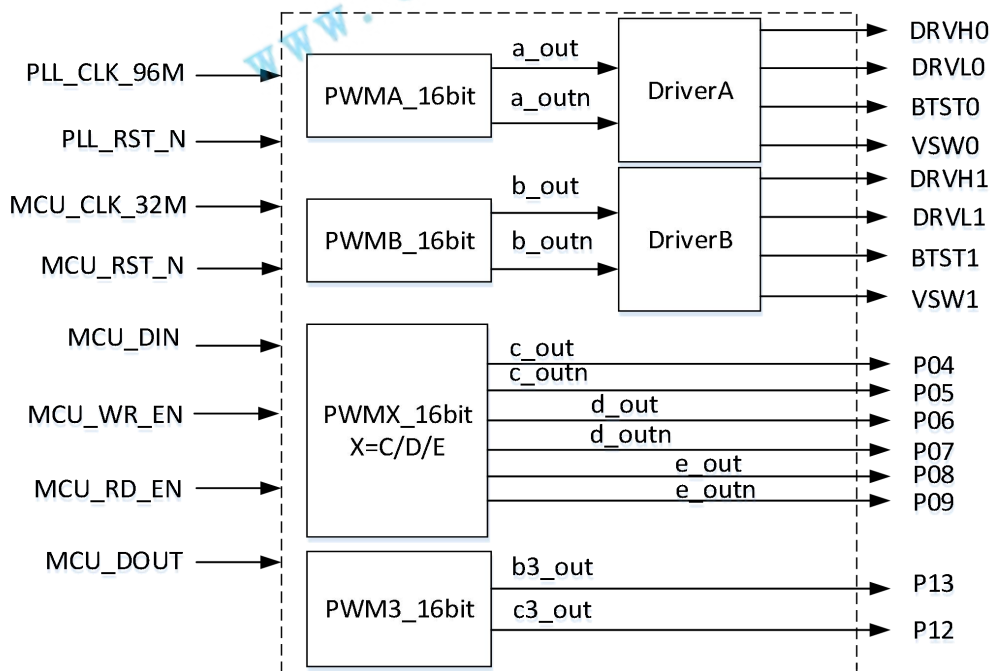 www.
PLL_CLK_96M
PLL_RST_N
MCU_CLK_32M
MCU_RST_N
MCU_DIN
MCU_WR_EN
MCU_RD_EN
MCU_DOUT
PWMA_16bit
a_out
a_outn
DriverA
DRVH0
DRVL0
BTST0
VSW0
PWMB_16bit
b_out
b_outn
DriverB
DRVH1
DRVL1
BTST1
VSW1
PWMX_16bit
X=C/D/E
c_out
c_outn
d_out
d_outn
e_out
e_outn
P04
P05
P06
P07
P08
P09
PWM3_16bit
b3_out
c3_out
P13
P12